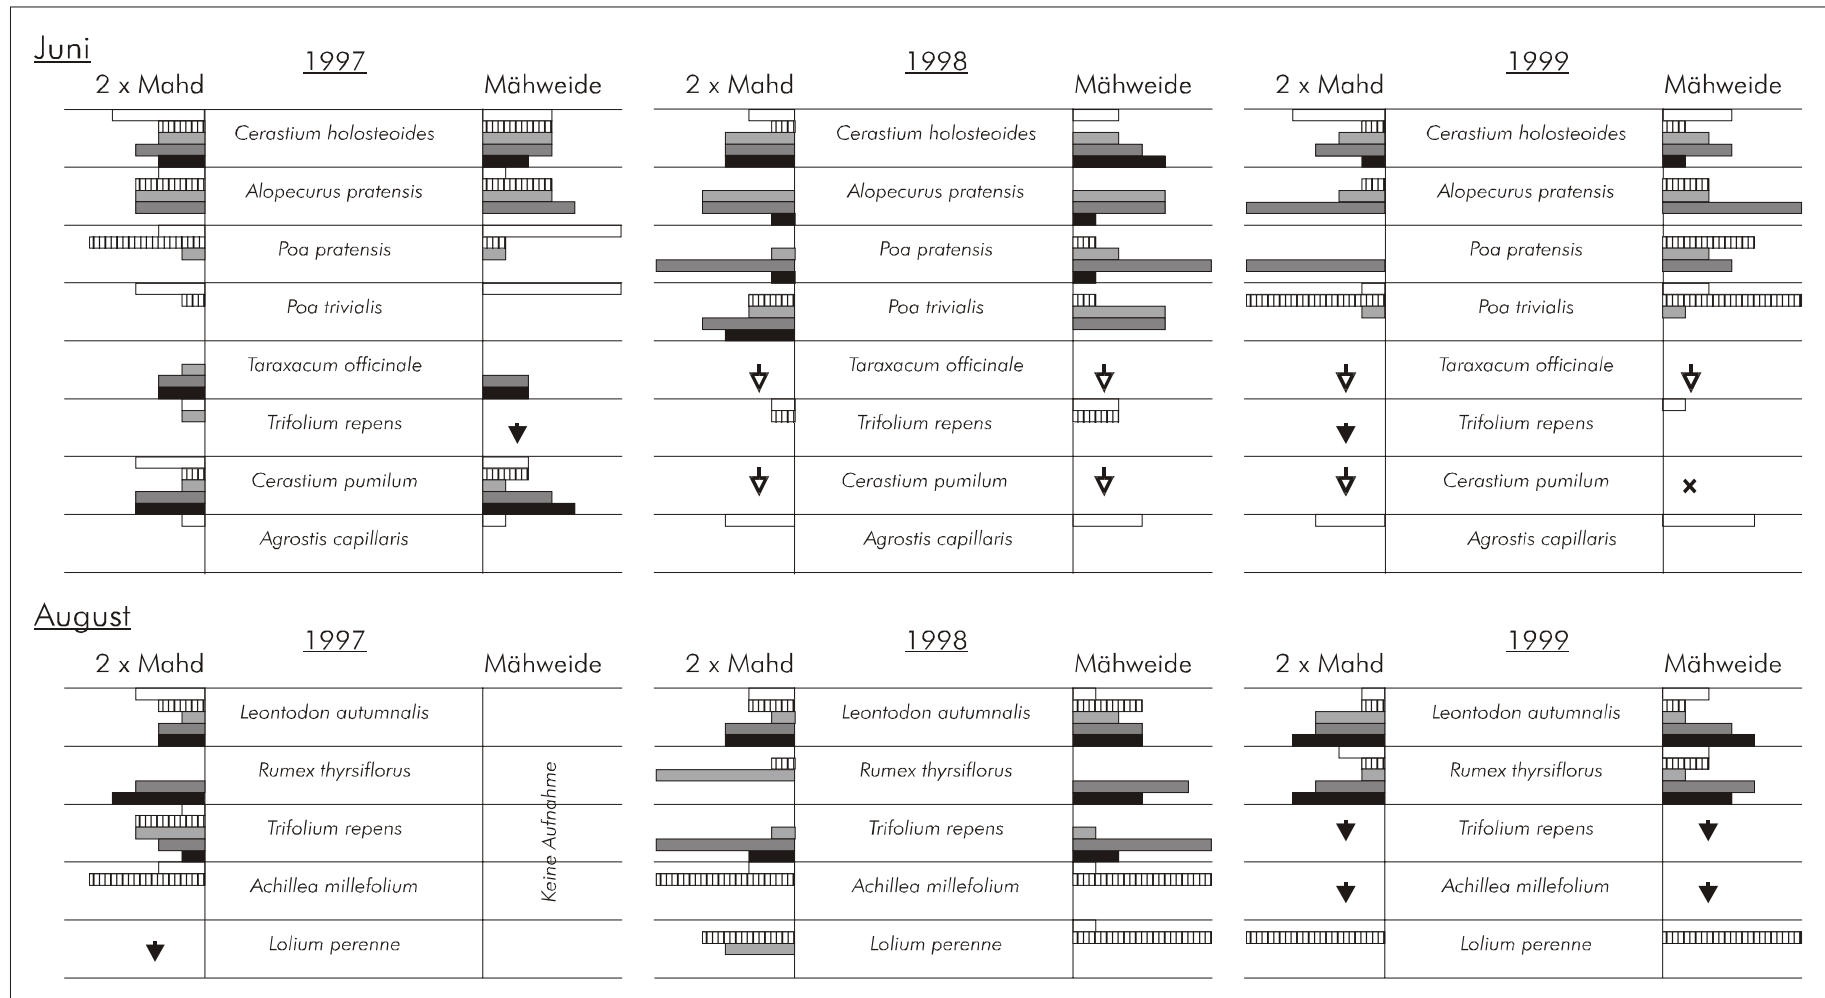 Juni
1997 1998 1999
2 x Mahd Mähweide 2 x Mahd Mähweide 2 x Mahd Mähweide
Cerastium holosteoides Cerastium holosteoides Cerastium holosteoides
Alopecurus pratensis Alopecurus pratensis Alopecurus pratensis
Poa pratensis Poa pratensis Poa pratensis
Poa trivialis Poa trivialis Poa trivialis
Taraxacum officinale Taraxacum officinale Taraxacum officinale
Trifolium repens Trifolium repens Trifolium repens
Cerastium pumilum Cerastium pumilum Cerastium pumilum
Agrostis capillaris Agrostis capillaris Agrostis capillaris
August
1997 1998 1999
2 x Mahd Mähweide 2 x Mahd Mähweide 2 x Mahd Mähweide
Leontodon autumnalis Leontodon autumnalis Leontodon autumnalis
Rumex thyrsiflorus Rumex thyrsiflorus Rumex thyrsiflorus
Trifolium repens Trifolium repens Trifolium repens
Achillea millefolium Achillea millefolium Achillea millefolium
Lolium perenne Lolium perenne Lolium perenne
Keine Aufnahme